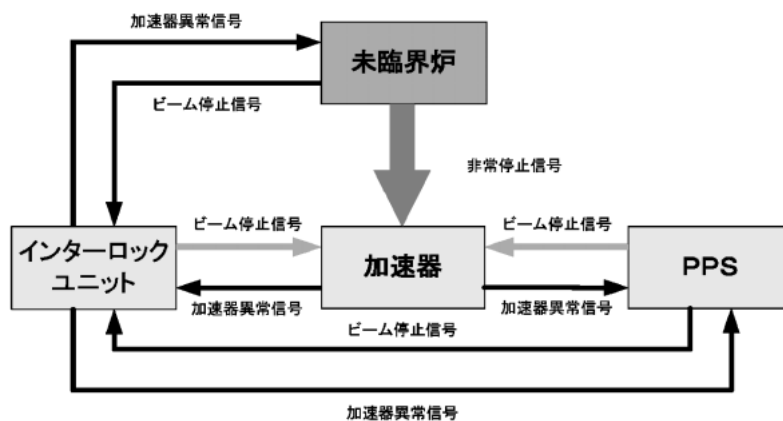 加速器異常信号
未臨界炉
ビーム停止信号
非常停止信号
ビーム停止信号
ビーム停止信号
インターロック
ユニット
加速器
PPS
加速器異常信号
加速器異常信号
ビーム停止信号
加速器異常信号